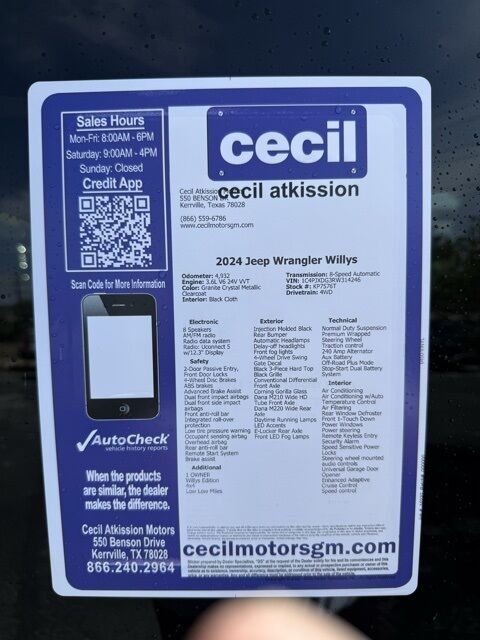 Sales Hours
Mon-Fri: 8:00AM - 6PM
Saturday: 9:00AM - 4PM
Sunday: Closed
Credit App
Scan Code for More Information
AutoCheck
vehicle history reports
When the products
are similar, the dealer
makes the difference.
Cecil Atkission Motors
550 Benson Drive
Kerrville, TX 78028
866.240.2964
cecil
cecil atkission
Cecil Atkission
550 BENSON
Kerrville, Texas 78028
(866) 559-6786
www.cecilmotorsgm.com
2024 Jeep Wrangler Willys
Odometer: 4,932
Engine: 3.6L V6 24V VVT
Color: Granite Crystal Metallic
Clearcoat
Interior: Black Cloth
Transmission: 8-Speed Automatic
VIN: 1C4PJXDG3RW314246
Stock #: KP7576T
Drivetrain: 4WD
Electronic
8 Speakers
AM/FM radio
Radio data system
Radio: Uconnect 5
w/12.3" Display
Safety
2-Door Passive Entry,
Front Door Locks
4-Wheel Disc Brakes
ABS brakes
Advanced Brake Assist
Dual front impact airbags
Dual front side impact
airbags
Front anti-roll bar
Integrated roll-over
protection
Low tire pressure warning
Occupant sensing airbag
Overhead airbag
Rear anti-roll bar
Remote Start System
Brake assist
Additional
1 OWNER
Willys Edition
4x4
Low Low Miles
Exterior
Injection Molded Black
Rear Bumper
Automatic Headlamps
Delay-off headlights
Front fog lights
4-Wheel Drive Swing
Gate Decal
Black 3-Piece Hard Top
Black Grille
Conventional Differential
Front Axle
Corning Gorilla Glass
Dana M210 Wide HD
Tube Front Axle
Dana M220 Wide Rear
Axle
Daytime Running Lamps
LED Accents
E-Locker Rear Axle
Front LED Fog Lamps
Technical
Normal Duty Suspension
Premium Wrapped
Steering Wheel
Traction control
240 Amp Alternator
Aux Battery
Off-Road Plus Mode
Stop-Start Dual Battery
System
Interior
Air Conditioning
Air Conditioning w/Auto
Temperature Control
Air Filtering
Rear Window Defroster
Front 1-Touch Down
Power Windows
Power steering
Remote Keyless Entry
Security Alarm
Speed Sensitive Power
Locks
Steering wheel mounted
audio controls
Universal Garage Door
Opener
Enhanced Adaptive
Cruise Control
Speed control
cecilmotorsgm.com